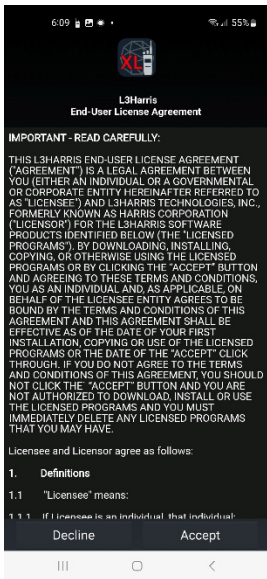 6:09
55%
XL
L3Harris
End-User License Agreement
IMPORTANT - READ CAREFULLY:
THIS L3HARRIS END-USER LICENSE AGREEMENT
("AGREEMENT") IS A LEGAL AGREEMENT BETWEEN
YOU (EITHER AN INDIVIDUAL OR A GOVERNMENTAL
OR CORPORATE ENTITY HEREINAFTER REFERRED TO
AS "LICENSEE") AND L3HARRIS TECHNOLOGIES, INC.,
FORMERLY KNOWN AS HARRIS CORPORATION
("LICENSOR") FOR THE L3HARRIS SOFTWARE
PRODUCTS IDENTIFIED BELOW (THE "LICENSED
PROGRAMS"). BY DOWNLOADING, INSTALLING,
COPYING, OR OTHERWISE USING THE LICENSED
PROGRAMS OR BY CLICKING THE "ACCEPT" BUTTON
AND AGREEING TO THESE TERMS AND CONDITIONS,
YOU AS AN INDIVIDUAL AND, AS APPLICABLE, ON
BEHALF OF THE LICENSEE ENTITY AGREES TO BE
BOUND BY THE TERMS AND CONDITIONS OF THIS
AGREEMENT AND THIS AGREEMENT SHALL BE
EFFECTIVE AS OF THE DATE OF YOUR FIRST
INSTALLATION, COPYING OR USE OF THE LICENSED
PROGRAMS OR THE DATE OF THE "ACCEPT" CLICK
THROUGH. IF YOU DO NOT AGREE TO THE TERMS
AND CONDITIONS OF THIS AGREEMENT, YOU SHOULD
NOT CLICK THE  "ACCEPT" BUTTON AND YOU ARE
NOT AUTHORIZED TO DOWNLOAD, INSTALL OR USE
THE LICENSED PROGRAMS AND YOU MUST
IMMEDIATELY DELETE ANY LICENSED PROGRAMS
THAT YOU MAY HAVE.
Licensee and Licensor agree as follows:
1. Definitions
1.1 "Licensee" means:
1.1.1 If Licensee is an individual, that individual;
Decline Accept